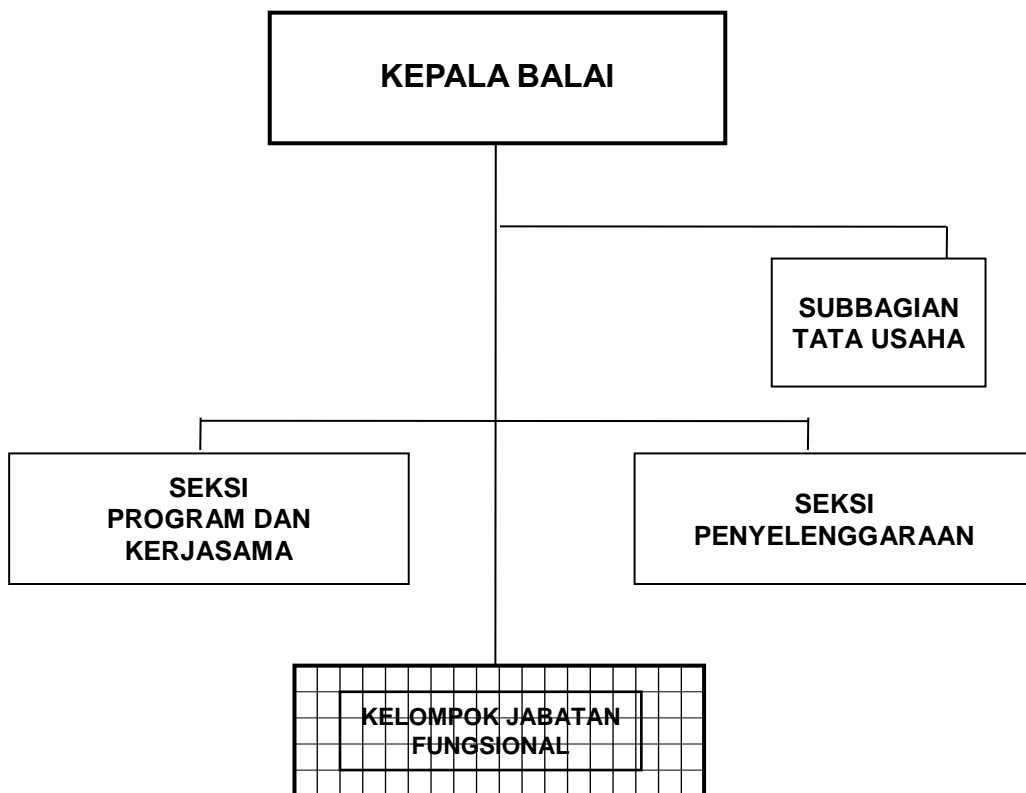 KEPALA BALAI
SUBBAGIAN
TATA USAHA
SEKSI
PROGRAM DAN
KERJASAMA
SEKSI
PENYELENGGARAAN
KELOMPOK JABATAN
FUNGSIONAL